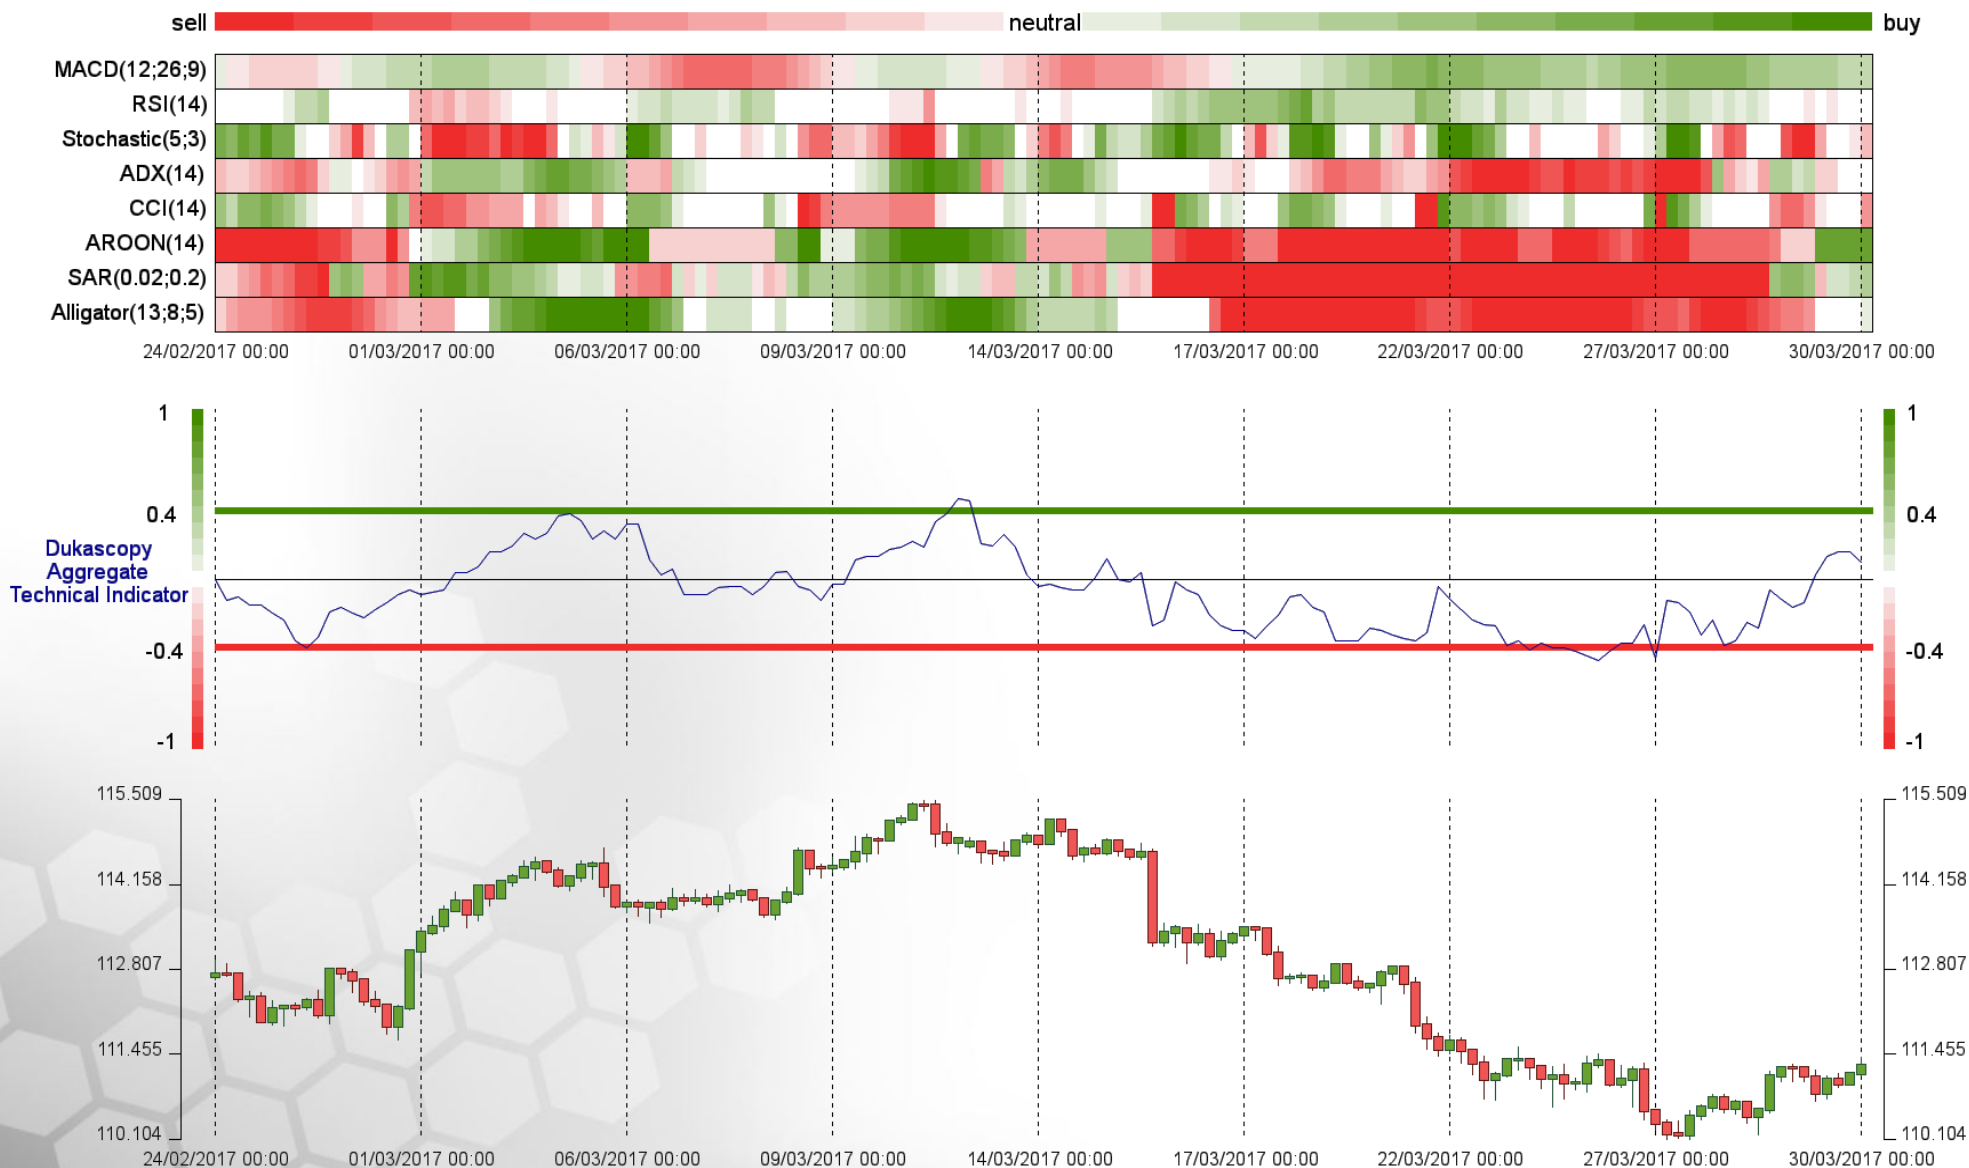 sell neutral buy
MACD(12;26;9)
RSI(14)
Stochastic(5;3)
ADX(14)
CCI(14)
AROON(14)
SAR(0.02;0.2)
Alligator(13;8;5)
24/02/2017 00:00 01/03/2017 00:00 06/03/2017 00:00 09/03/2017 00:00 14/03/2017 00:00 17/03/2017 00:00 22/03/2017 00:00 27/03/2017 00:00 30/03/2017 00:00
1 1
0.4 0.4
Dukascopy
Aggregate
Technical Indicator
-0.4 -0.4
-1 -1
115.509 115.509
114.158 114.158
112.807 112.807
111.455 111.455
110.104 110.104
24/02/2017 00:00 01/03/2017 00:00 06/03/2017 00:00 09/03/2017 00:00 14/03/2017 00:00 17/03/2017 00:00 22/03/2017 00:00 27/03/2017 00:00 30/03/2017 00:00